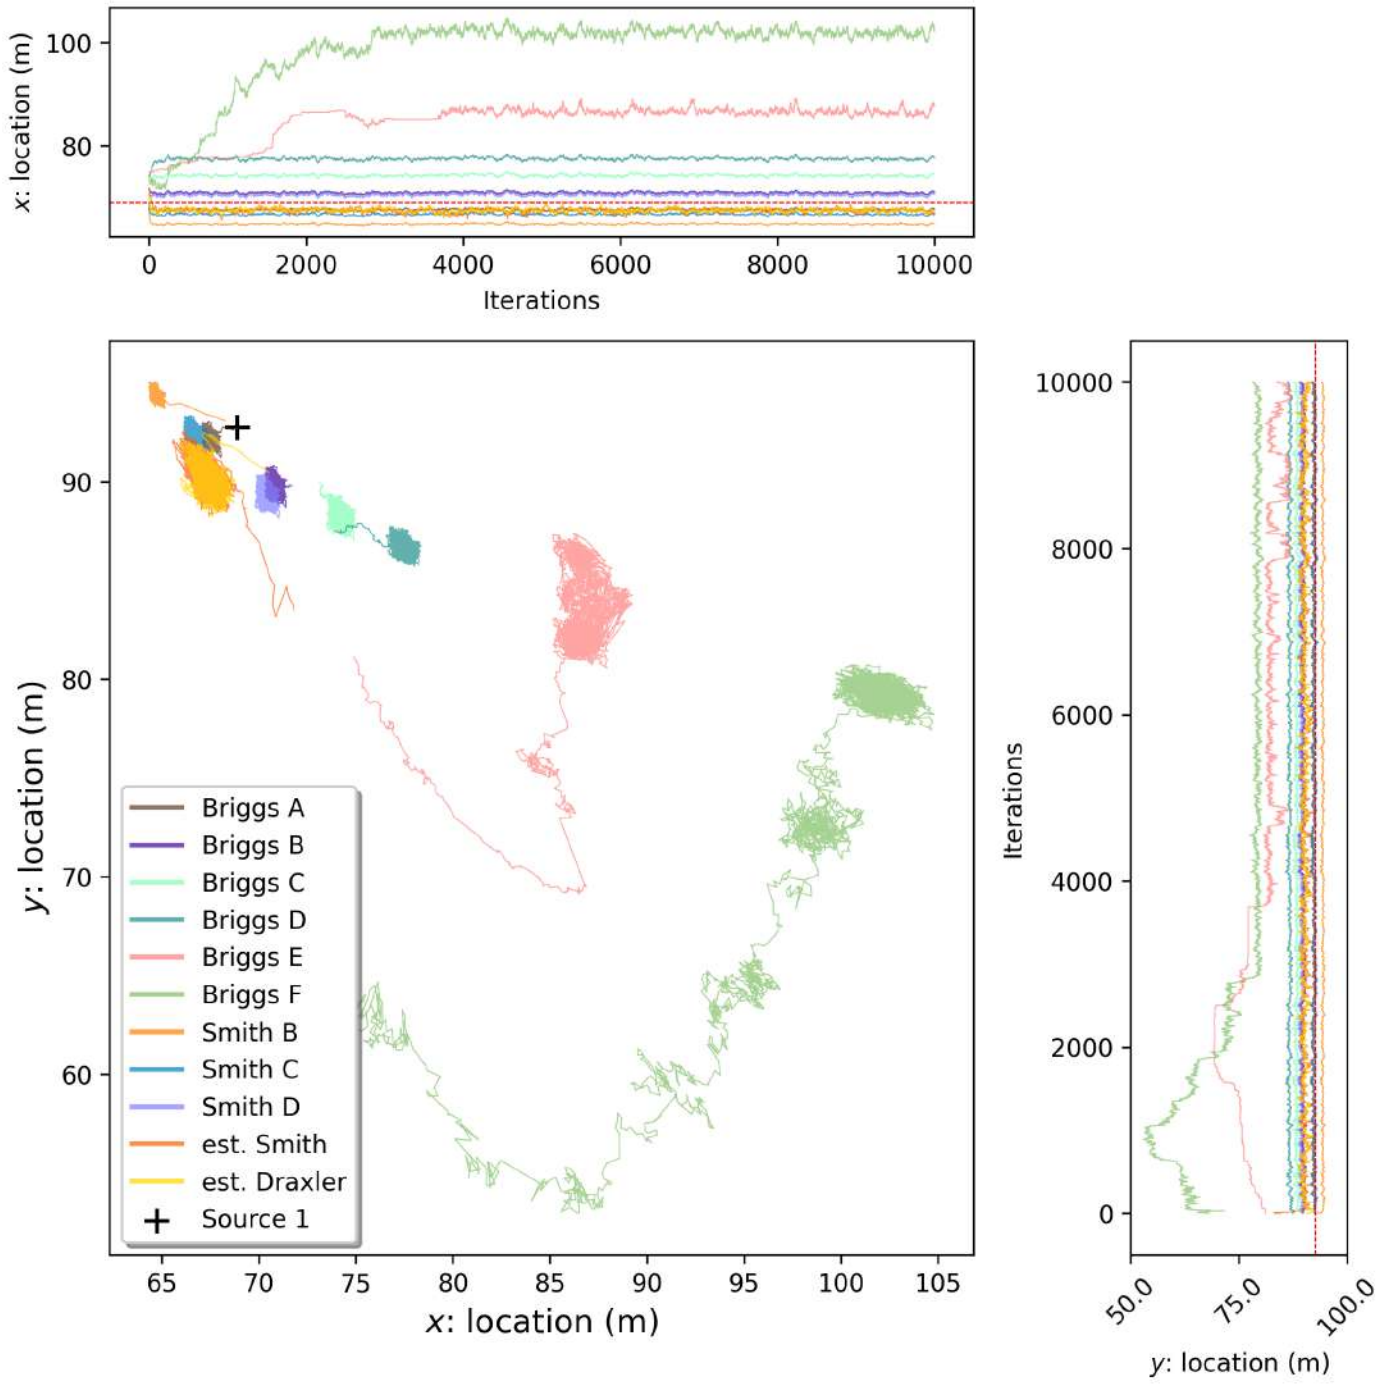 x: location (m)
100
80
0 2000 4000 6000 8000 10000
Iterations
y: location (m)
90
80
70
60
Briggs A
Briggs B
Briggs C
Briggs D
Briggs E
Briggs F
Smith B
Smith C
Smith D
est. Smith
est. Draxler
Source 1
65 70 75 80 85 90 95 100 105
x: location (m)
Iterations
10000
8000
6000
4000
2000
0
50.0 75.0 100.0
y: location (m)